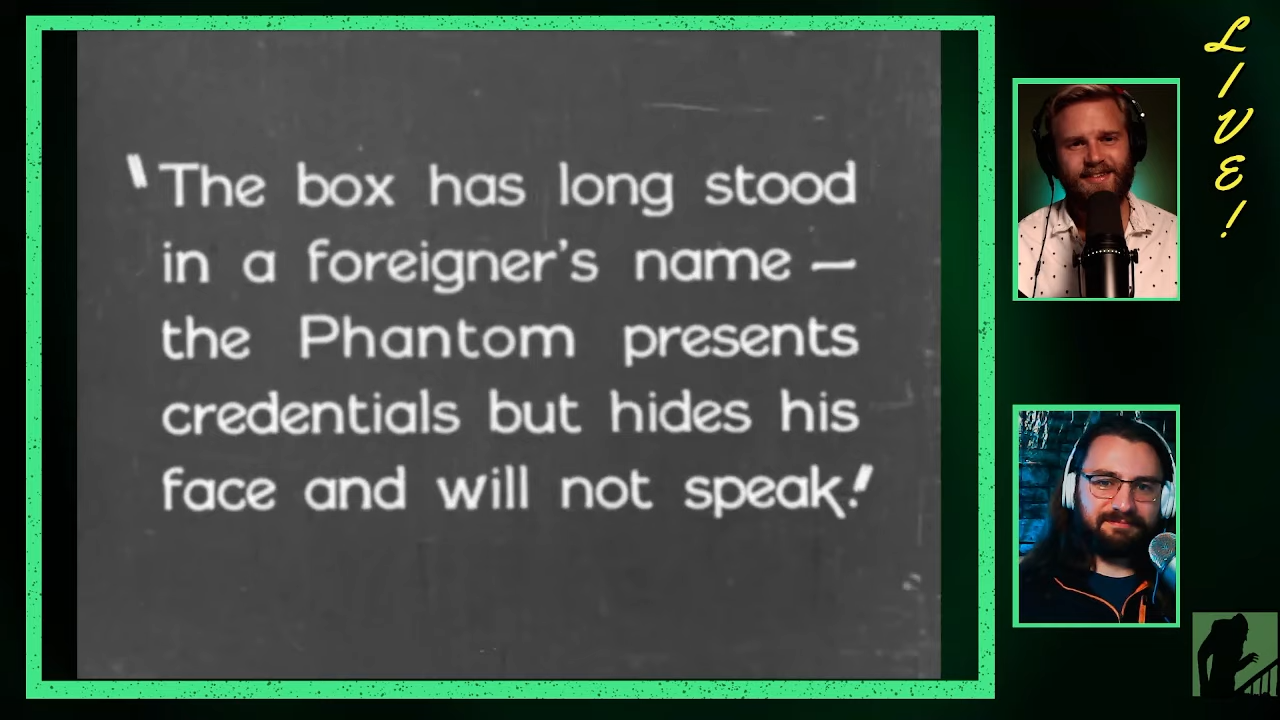 "The box has long stood
in a foreigner's name —
the Phantom presents
credentials but hides his
face and will not speak."
LIVE!